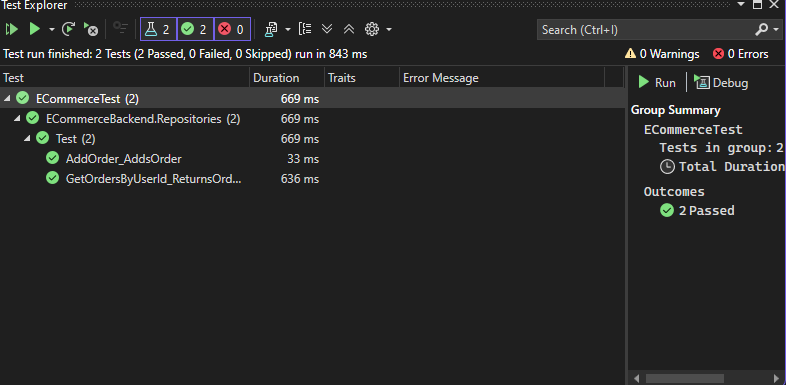 Test Explorer
2 2 0
Search (Ctrl+I)
Test run finished: 2 Tests (2 Passed, 0 Failed, 0 Skipped) run in 843 ms
0 Warnings 0 Errors
Test Duration Traits Error Message
ECommerceTest (2) 669 ms
ECommerceBackend.Repositories (2) 669 ms
Test (2) 669 ms
AddOrder_AddsOrder 33 ms
GetOrdersByUserId_ReturnsOrd... 636 ms
Run Debug
Group Summary
ECommerceTest
Tests in group: 2
Total Duration
Outcomes
2 Passed